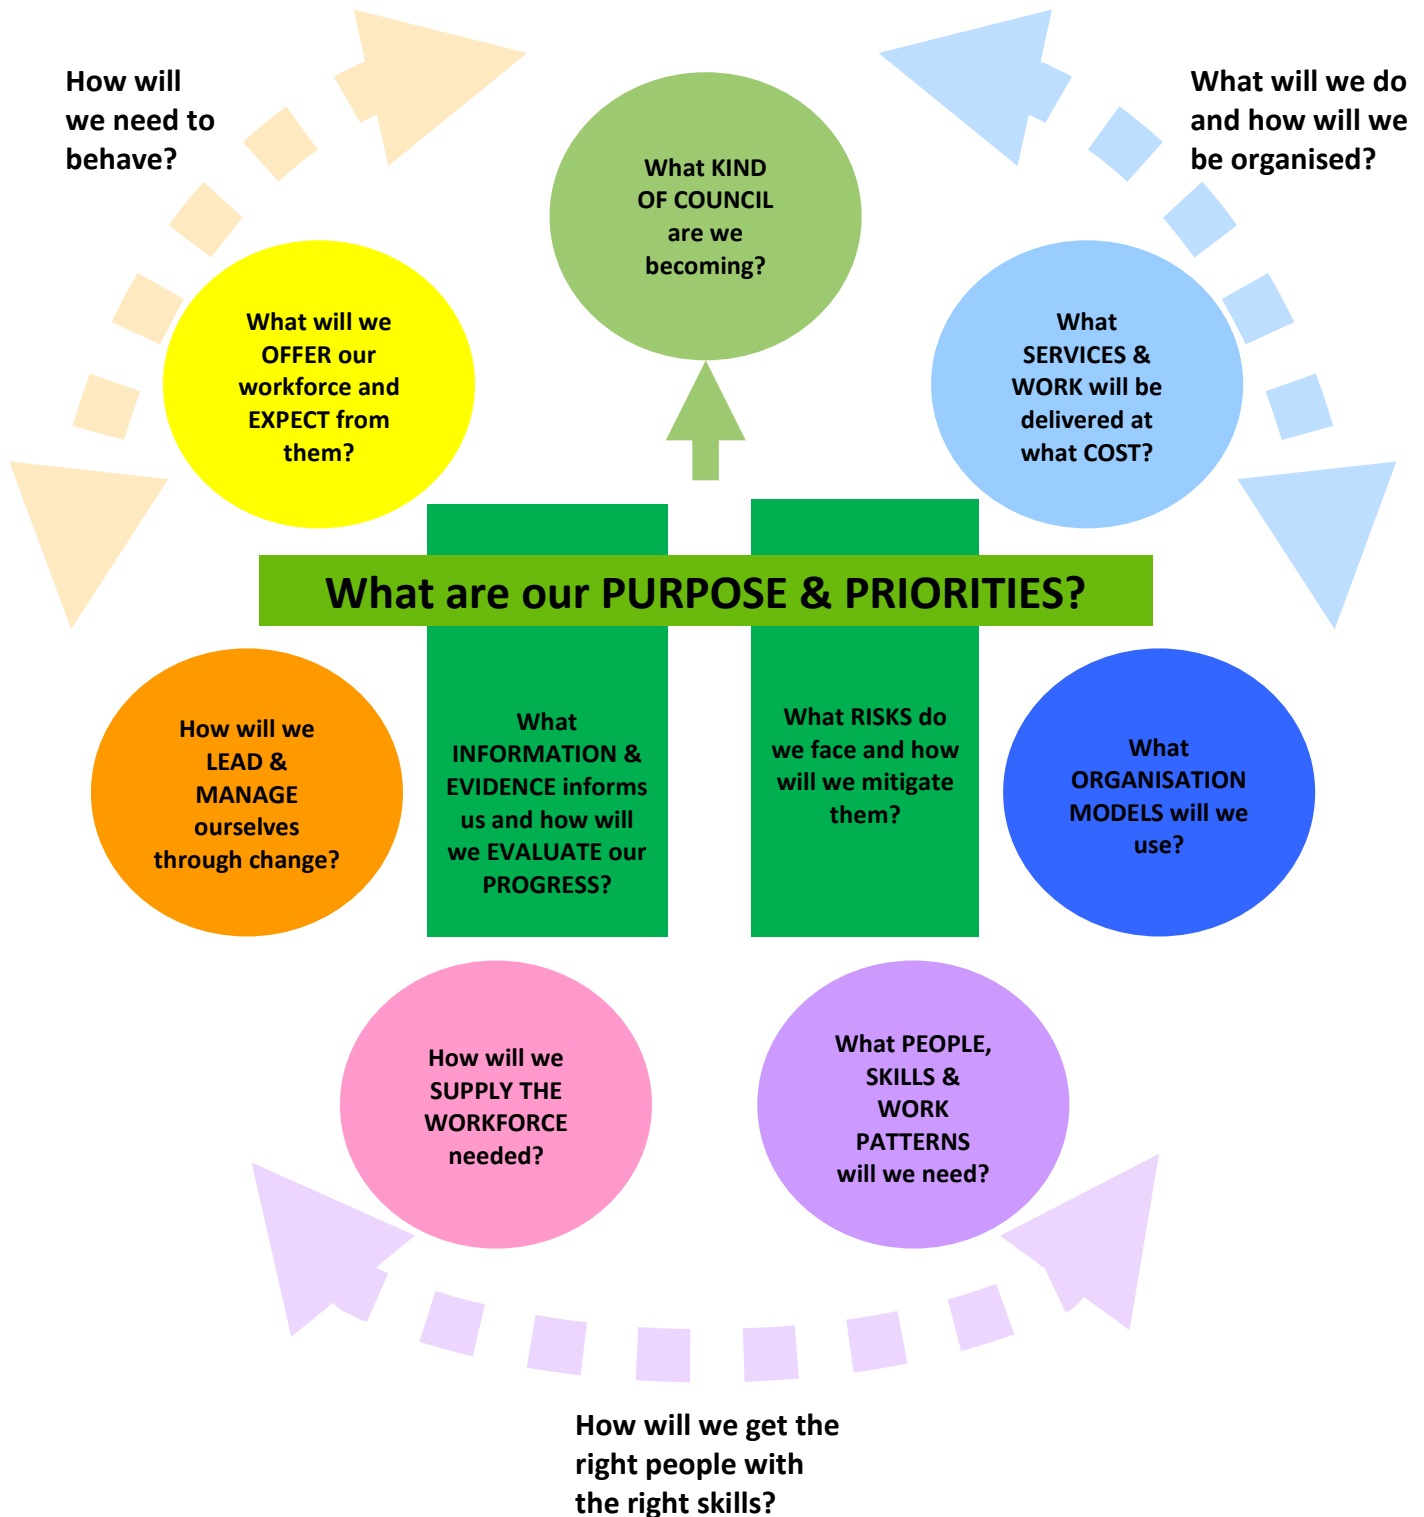 How will
we need to
behave?
What will we do
and how will we
be organised?
What KIND
OF COUNCIL
are we
becoming?
What will we
OFFER our
workforce and
EXPECT from
them?
What
SERVICES &
WORK will be
delivered at
what COST?
What are our PURPOSE & PRIORITIES?
How will we
LEAD &
MANAGE
ourselves
through change?
What
INFORMATION &
EVIDENCE informs
us and how will
we EVALUATE our
PROGRESS?
What RISKS do
we face and how
will we mitigate
them?
What
ORGANISATION
MODELS will we
use?
How will we
SUPPLY THE
WORKFORCE
needed?
What PEOPLE,
SKILLS &
WORK
PATTERNS
will we need?
How will we get the
right people with
the right skills?